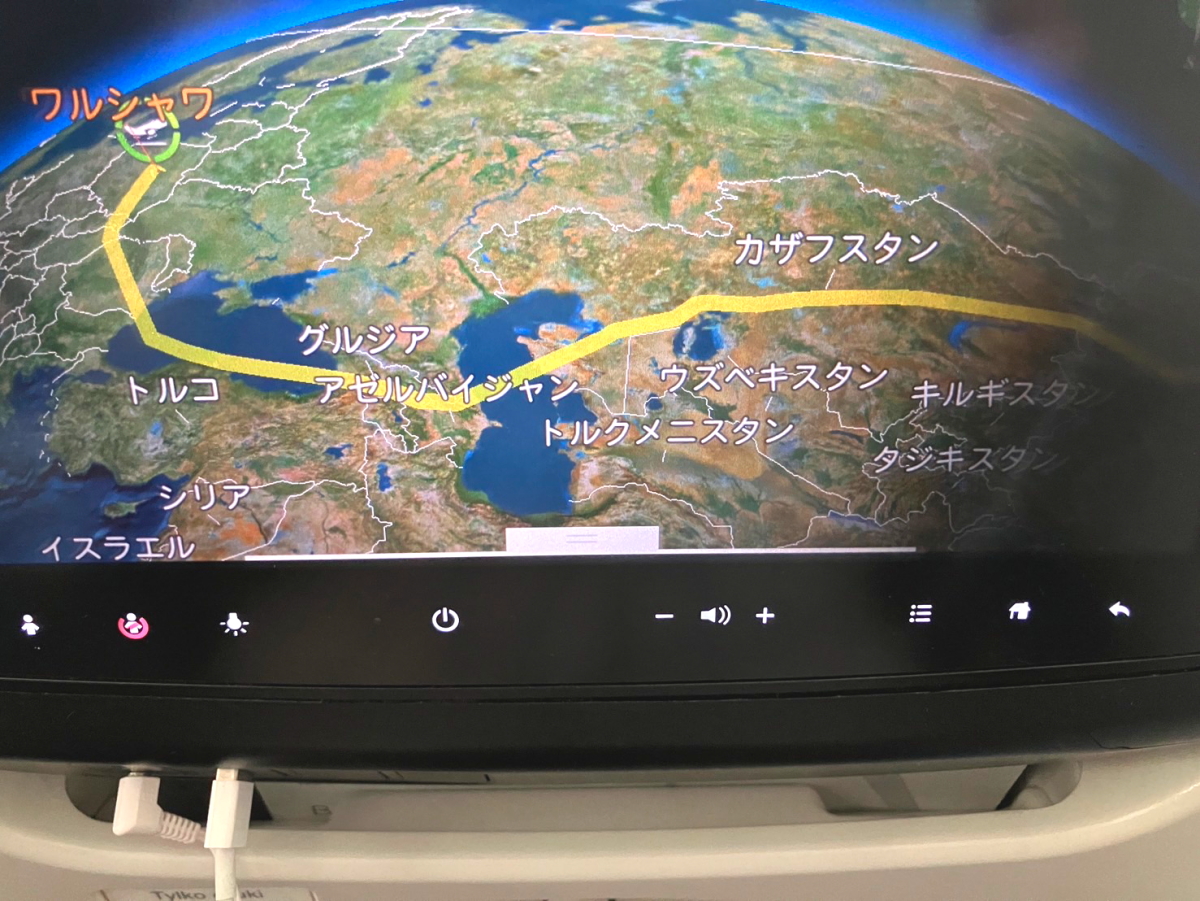 ワルシャワ
カザフスタン
グルジア
トルコ
アゼルバイジャン
ウズベキスタン
キルギスタン
トルクメニスタン
タジキスタン
シリア
イスラエル
Tylko